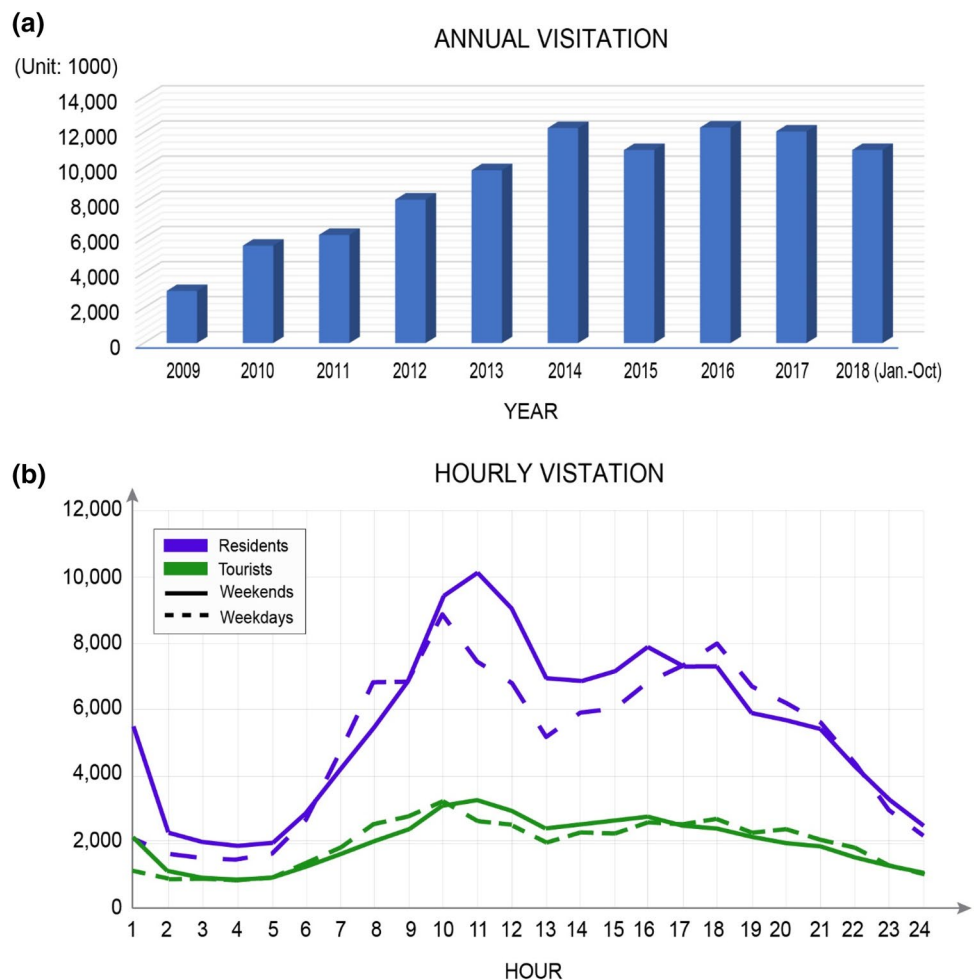 (a)
ANNUAL VISITATION
(Unit: 1000)
14,000
12,000
10,000
8,000
6,000
4,000
2,000
0
2009 2010 2011 2012 2013 2014 2015 2016 2017 2018 (Jan.-Oct)
YEAR
(b)
HOURLY VISTATION
12,000
10,000
8,000
6,000
4,000
2,000
0
Residents
Tourists
Weekends
Weekdays
1 2 3 4 5 6 7 8 9 10 11 12 13 14 15 16 17 18 19 20 21 22 23 24
HOUR